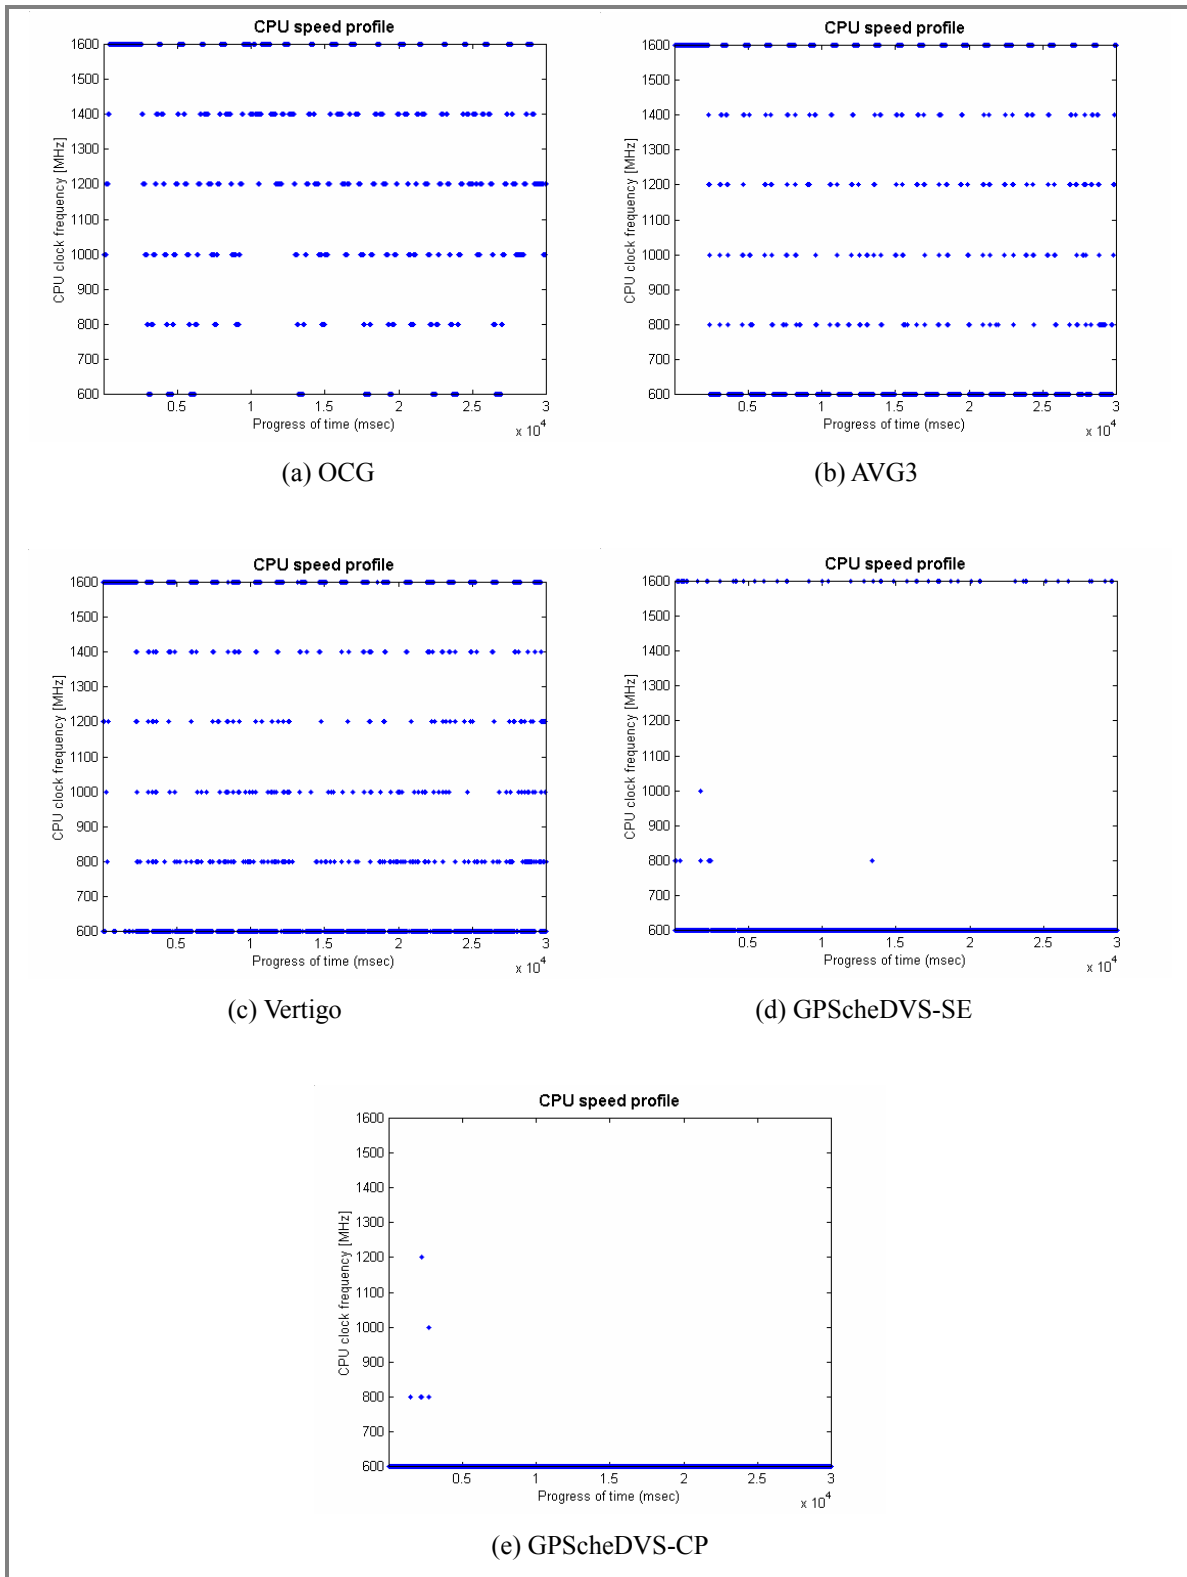 CPU speed profile
CPU clock frequency [MHz]
1600
1500
1400
1300
1200
1100
1000
900
800
700
600
0.5 1 1.5 2 2.5 3
Progress of time (msec)
x 10^4
(a) OCG
CPU speed profile
CPU clock frequency [MHz]
1600
1500
1400
1300
1200
1100
1000
900
800
700
600
0.5 1 1.5 2 2.5 3
Progress of time (msec)
x 10^4
(b) AVG3
CPU speed profile
CPU clock frequency [MHz]
1600
1500
1400
1300
1200
1100
1000
900
800
700
600
0.5 1 1.5 2 2.5 3
Progress of time (msec)
x 10^4
(c) Vertigo
CPU speed profile
CPU clock frequency [MHz]
1600
1500
1400
1300
1200
1100
1000
900
800
700
600
0.5 1 1.5 2 2.5 3
Progress of time (msec)
x 10^4
(d) GPScheDVS-SE
CPU speed profile
CPU clock frequency [MHz]
1600
1500
1400
1300
1200
1100
1000
900
800
700
600
0.5 1 1.5 2 2.5 3
Progress of time (msec)
x 10^4
(e) GPScheDVS-CP